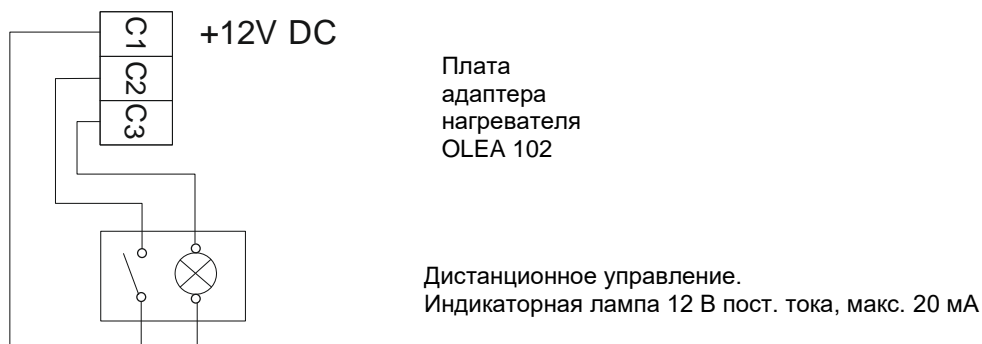 C1
+12V DC
C2
C3
Плата
адаптера
нагревателя
OLEA 102
Дистанционное управление.
Индикаторная лампа 12 В пост. тока, макс. 20 мА